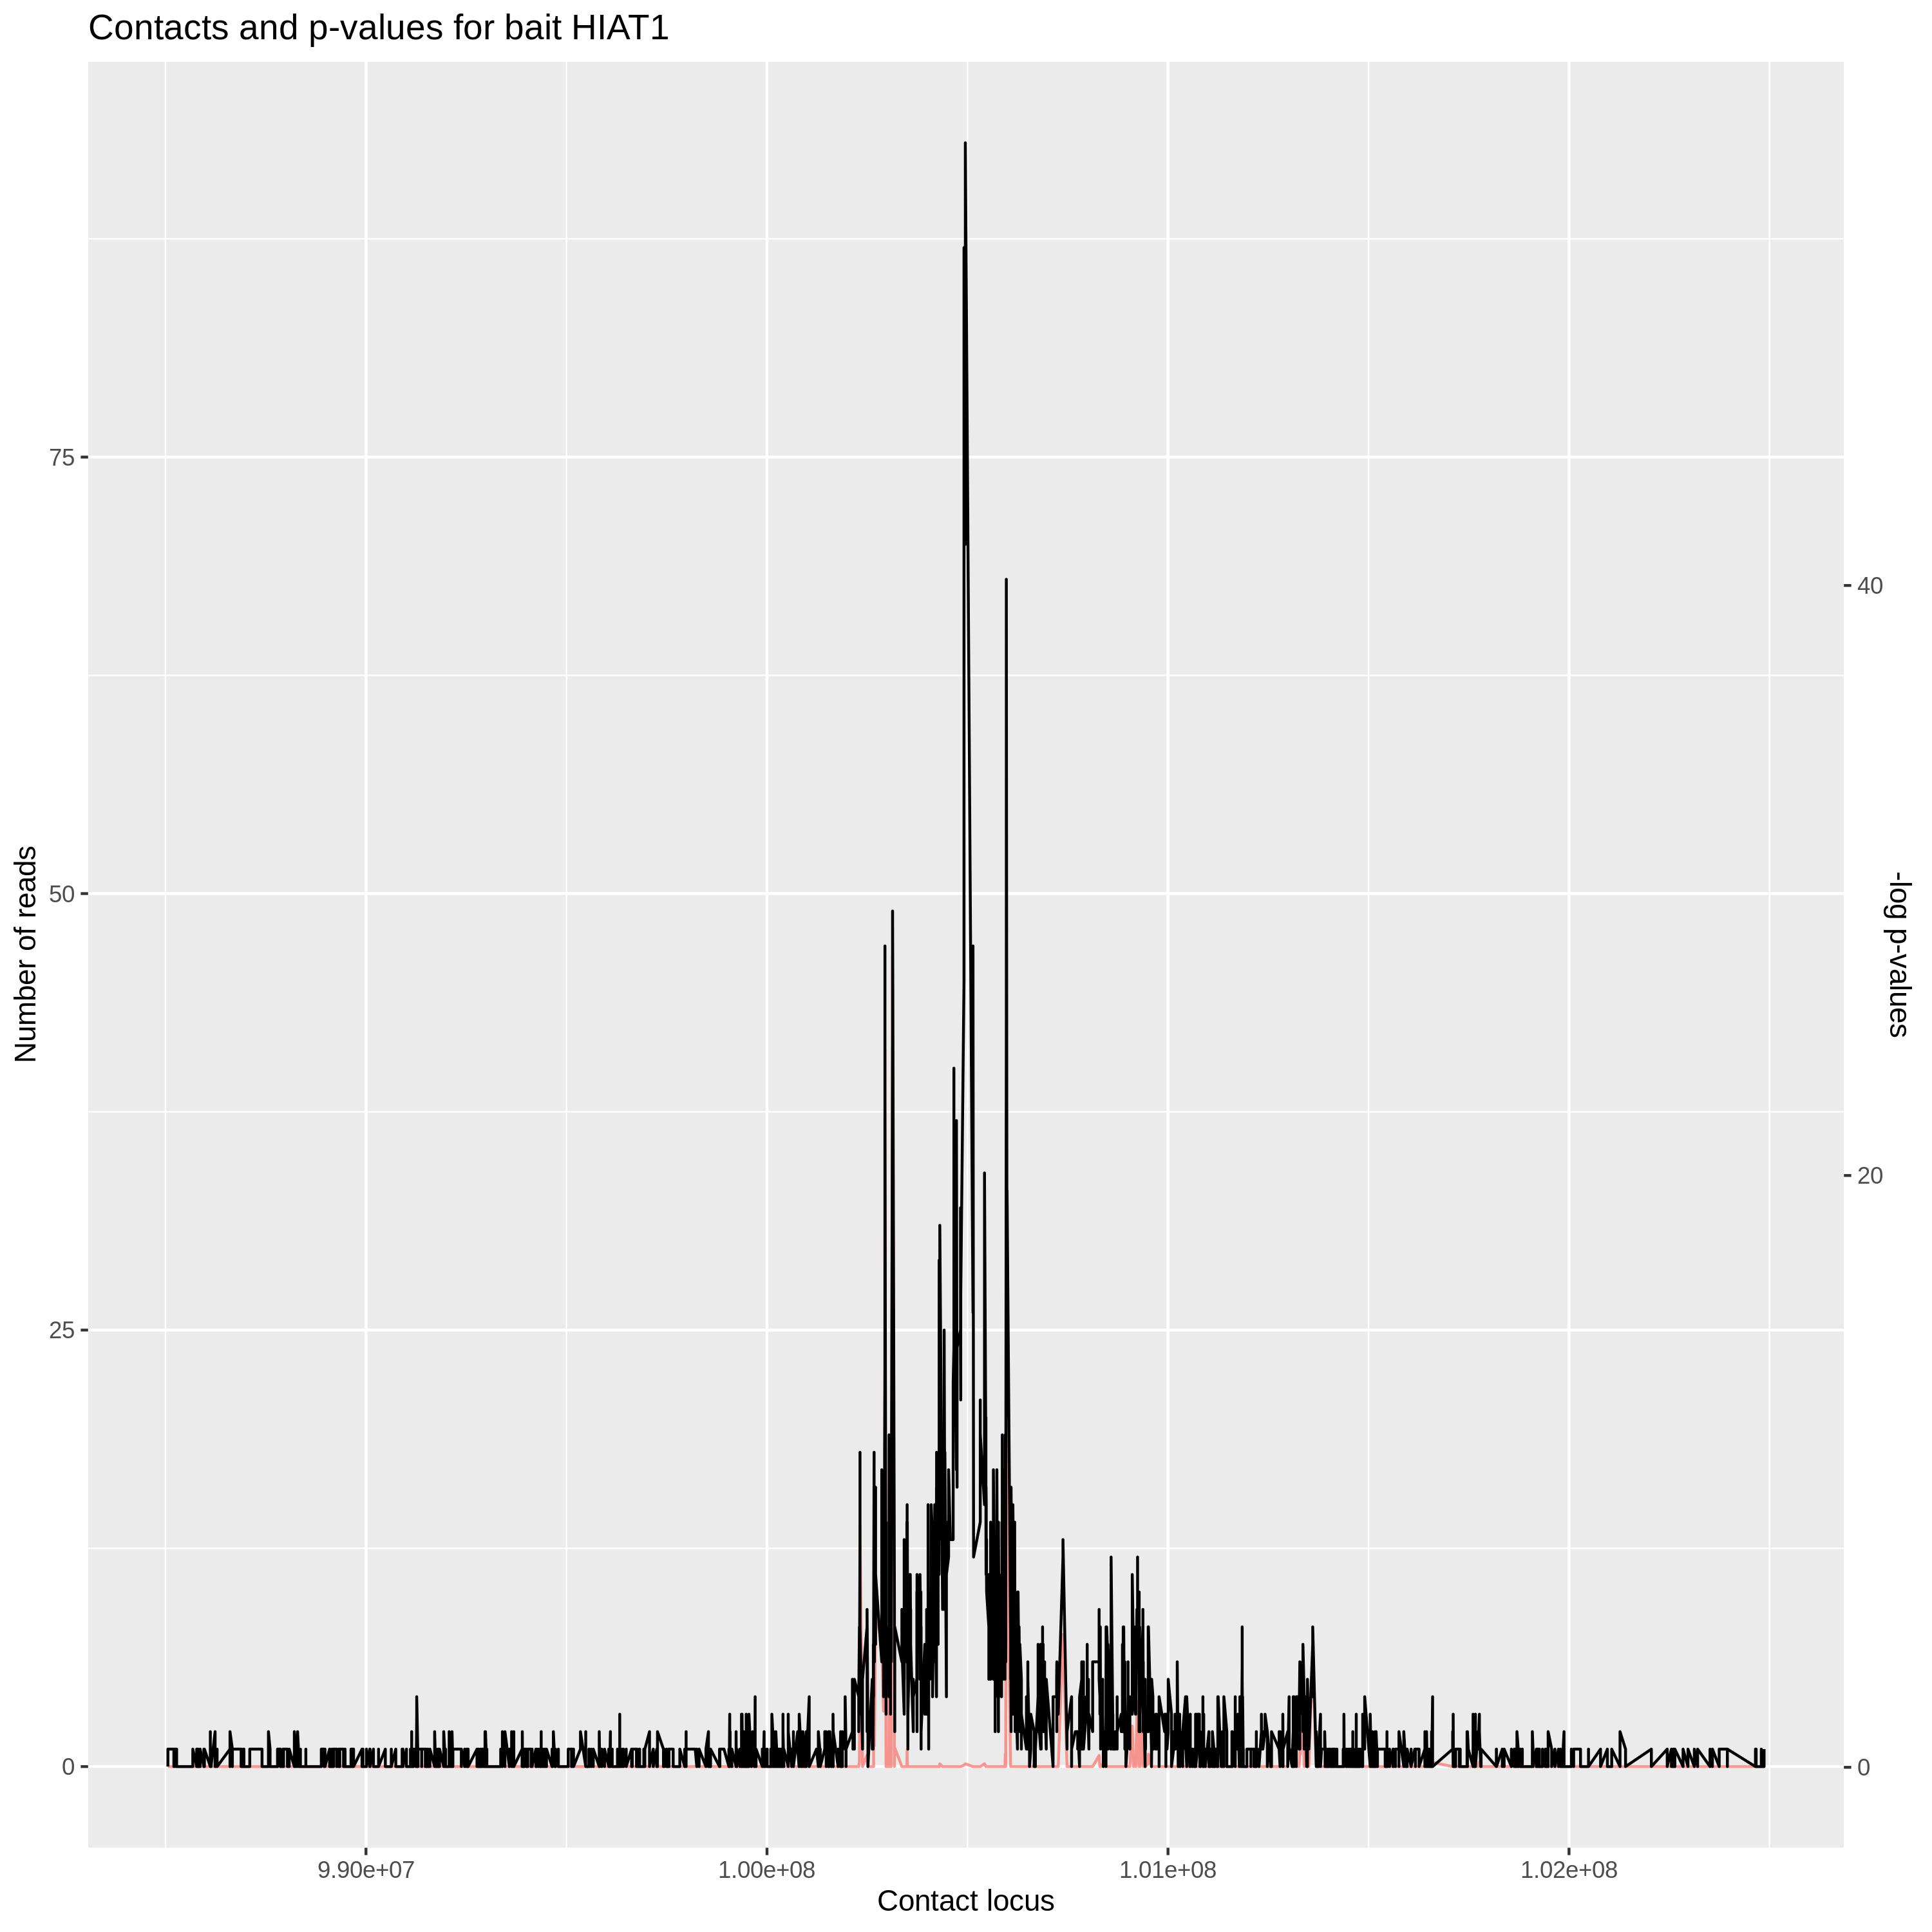 Contacts and p-values for bait HIAT1
75
50
25
0
Number of reads
40
20
0
-log p-values
9.90e+07 1.00e+08 1.01e+08 1.02e+08
Contact locus